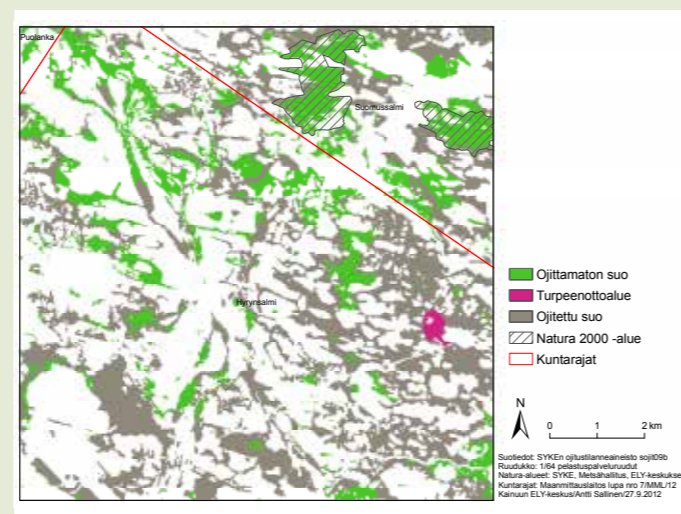 Puolanka
Suomussalmi
Hyrynsalmi
Ojittamaton suo
Turpeenottoalue
Ojitettu suo
Natura 2000 -alue
Kuntarajat
N
0 1 2 km
Suotiedot: SYKEn ojitustilanneaineisto sojit09b
Ruudukko: 1/64 pelastuspalveluruudut
Natura-alueet: SYKE, Metsähallitus, ELY-keskukse
Kuntarajat: Maanmittauslaitos lupa nro 7/MML/12
Kainuun ELY-keskus/Antti Sallinen/27.9.2012